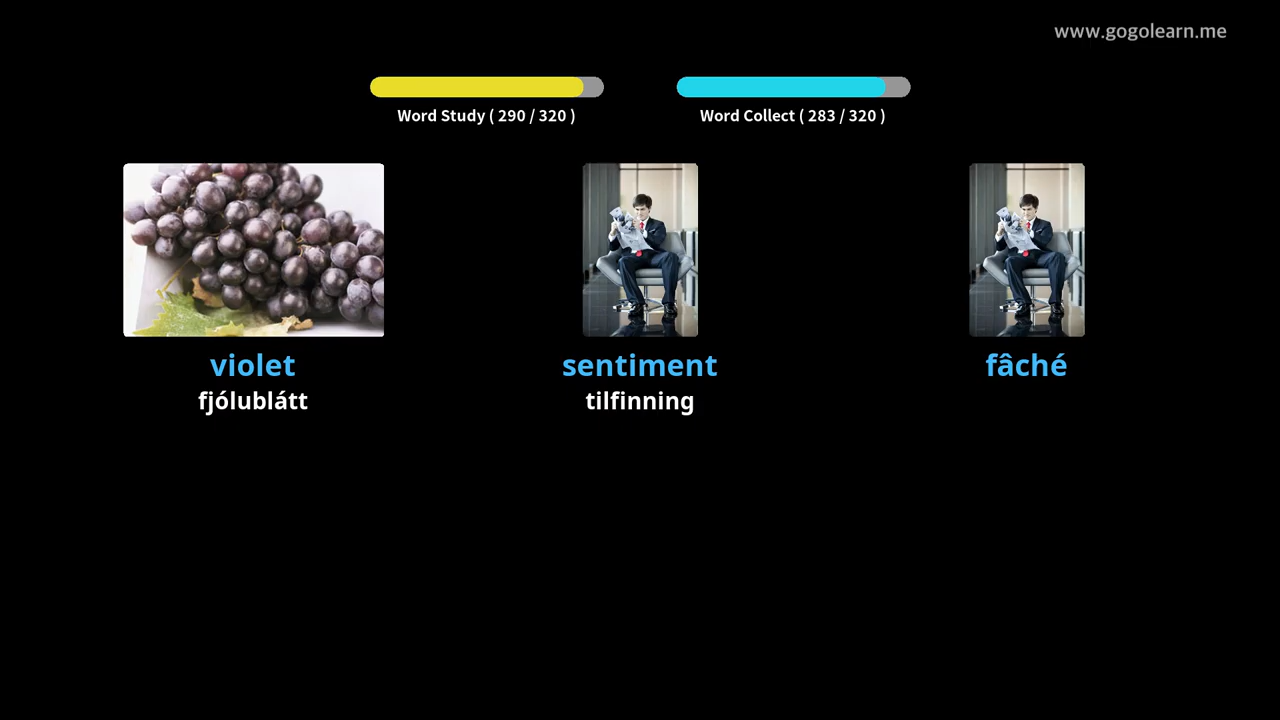 www.gogolearn.me
Word Study ( 290 / 320 )
Word Collect ( 283 / 320 )
violet
fjólublátt
sentiment
tilfinning
fâché